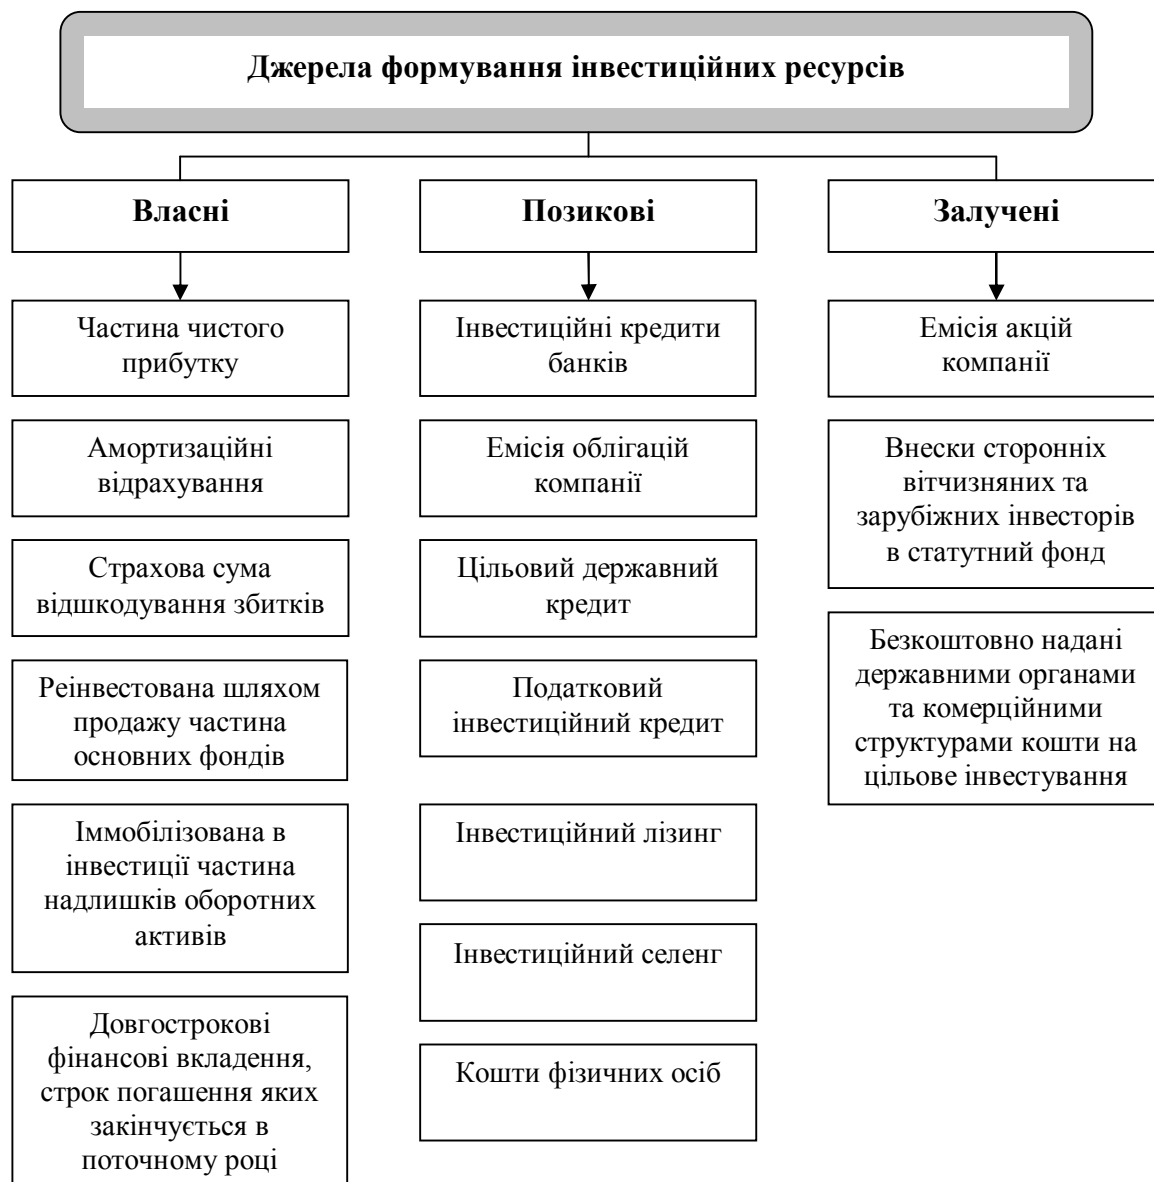 Джерела формування інвестиційних ресурсів
Власні
Частина чистого
прибутку
Амортизаційні
відрахування
Страхова сума
відшкодування збитків
Реінвестована шляхом
продажу частина
основних фондів
Іммобілізована в
інвестиції частина
надлишків оборотних
активів
Довгострокові
фінансові вкладення,
строк погашення яких
закінчується в
поточному році
Позикові
Інвестиційні кредити
банків
Емісія облігацій
компанії
Цільовий державний
кредит
Податковий
інвестиційний кредит
Інвестиційний лізинг
Інвестиційний селенг
Кошти фізичних осіб
Залучені
Емісія акцій
компанії
Внески сторонніх
вітчизняних та
зарубіжних інвесторів
в статутний фонд
Безкоштовно надані
державними органами
та комерційними
структурами кошти на
цільове інвестування